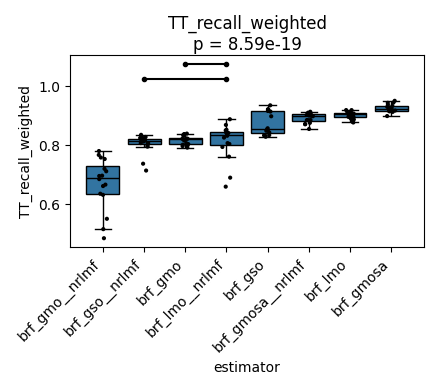 TT_recall_weighted
p = 8.59e-19
TT_recall_weighted
1.0
0.8
0.6
brf_gmo__nrlmf
brf_gso__nrlmf
brf_gmo
brf_lmo__nrlmf
brf_gso
brf_gmosa__nrlmf
brf_lmo
brf_gmosa
estimator